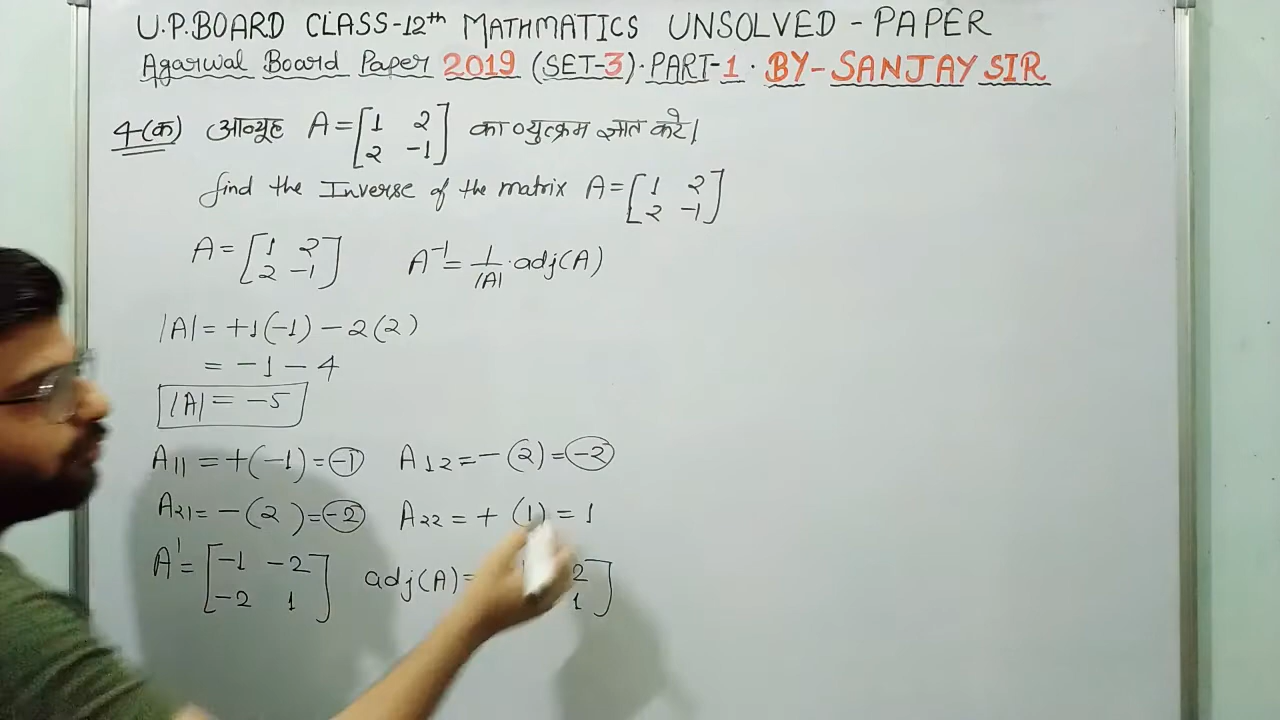 U.P.BOARD CLASS-12th MATHMATICS UNSOLVED - PAPER
Agarwal Board Paper 2019 (SET-3)· PART-1 · BY-SANJAY SIR
4-(क) आव्यूह A = [1 2 2 -1] का व्युत्क्रम ज्ञात करे।
find the Inverse of the matrix A = [1 2 2 -1]
A = [1 2 2 -1] A⁻¹ = 1/|A| · adj(A)
|A| = +1(-1) - 2(2)
= -1 - 4
|A| = -5
A11 = +(-1) = -1 A12 = -(2) = -2
A21 = -(2) = -2 A22 = + (1) = 1
A' = [-1 -2 -2 1] adj(A) = 2 1]